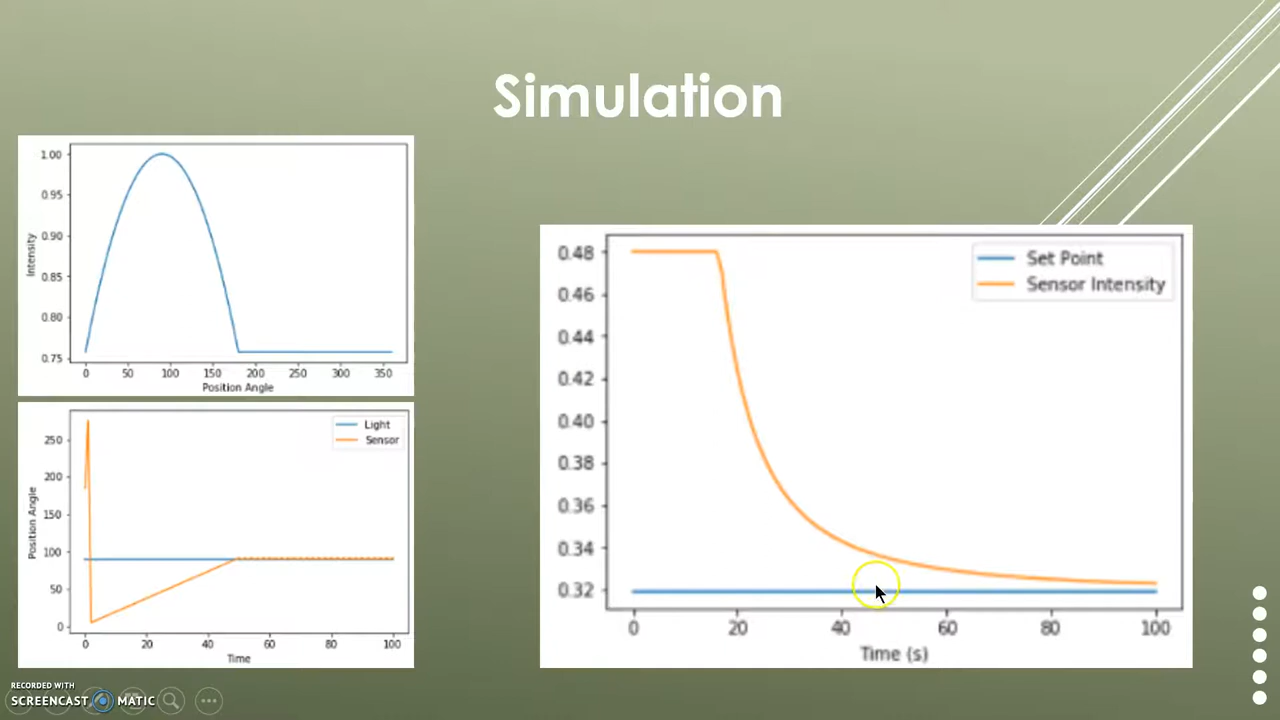 Simulation
1.00
0.95
0.90
0.85
0.80
0.75
Intensity
0 50 100 150 200 250 300 350
Position Angle
Light
Sensor
250
200
150
100
50
0
Position Angle
0 20 40 60 80 100
Time
Set Point
Sensor Intensity
0.48
0.46
0.44
0.42
0.40
0.38
0.36
0.34
0.32
0 20 40 60 80 100
Time (s)
RECORDED WITH
SCREENCAST MATIC